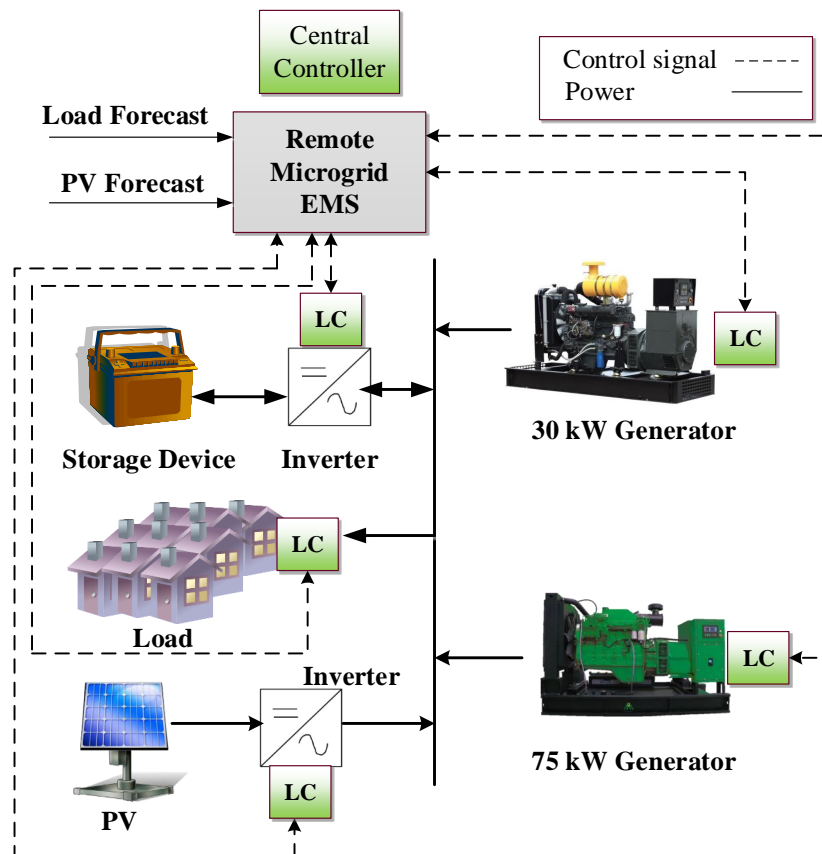 Central
Controller
Control signal
Power
Load Forecast
PV Forecast
Remote
Microgrid
EMS
LC
LC
30 kW Generator
Storage Device
Inverter
LC
Load
LC
75 kW Generator
Inverter
LC
PV